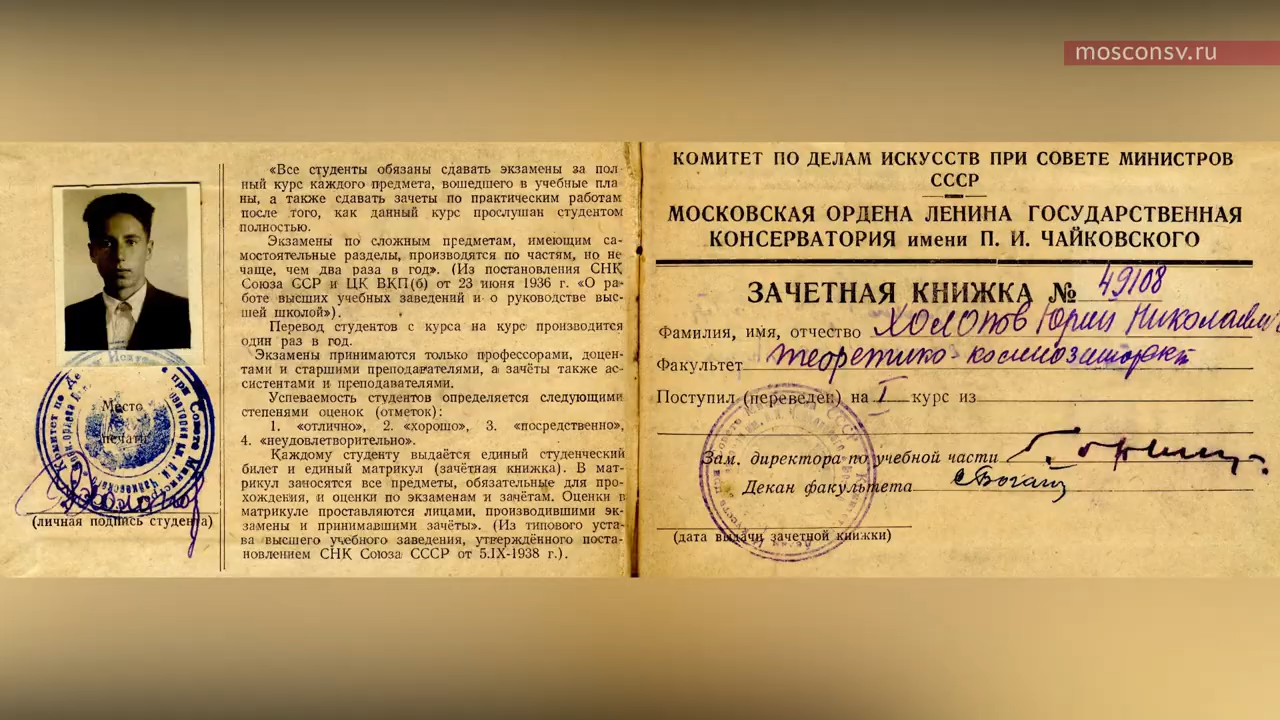 mosconsv.ru
«Все студенты обязаны сдавать экзамены за пол-
ный курс каждого предмета, вошедшего в учебные пла
ны, а также сдавать зачеты по практическим работам
после того, как данный курс прослушан студентом
полностью.
Экзамены по сложным предметам, имеющим са-
мостоятельные разделы, производятся по частям, но не
чаще, чем два раза в год». (Из постановления СНК
Союза ССР и ЦК ВКП(б) от 23 июня 1936 г. «О ра-
боте высших учебных заведений и о руководстве выс-
шей школой»).
Перевод студентов с курса на курс производится
один раз в год.
Экзамены принимаются только профессорами, доцен-
тами и старшими преподавателями, а зачёты также ас-
систентами и преподавателями.
Успеваемость студентов определяется следующими
степенями оценок (отметок):
1. «отлично», 2. «хорошо», 3. «посредственно»,
4. «неудовлетворительно».
Каждому студенту выдаётся единый студенческий
билет и единый матрикул (зачётная книжка). В мат-
рикул заносятся все предметы, обязательные для про-
хождения, и оценки по экзаменам и зачётам. Оценки в
матрикуле проставляются лицами, производившими эк-
замены и принимавшими зачёты». (Из типового уста-
ва высшего учебного заведения, утверждённого поста-
новлением СНК Союза СССР от 5.IX-1938 г.).
Место
печати
(личная подпись студента)
КОМИТЕТ ПО ДЕЛАМ ИСКУССТВ ПРИ СОВЕТЕ МИНИСТРОВ
СССР
МОСКОВСКАЯ ОРДЕНА ЛЕНИНА ГОСУДАРСТВЕННАЯ
КОНСЕРВАТОРИЯ имени П. И. ЧАЙКОВСКОГО
ЗАЧЕТНАЯ КНИЖКА № 49108
Фамилия, имя, отчество Холопов Юрий Николаевич
Факультет теоретико-композиторск
Поступил (переведен) на I курс из
Зам. директора по учебной части
Декан факультета
(дата выдачи зачетной книжки)